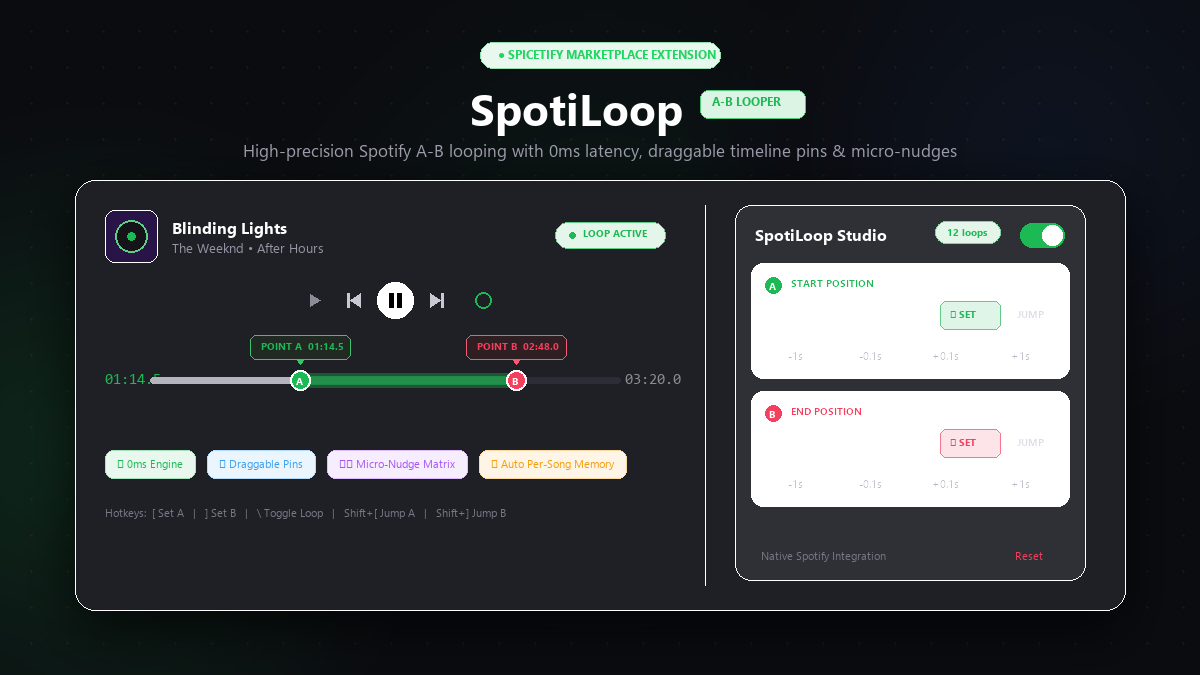 • SPICETIFY MARKETPLACE EXTENSION
SpotiLoop
A-B LOOPER
High-precision Spotify A-B looping with 0ms latency, draggable timeline pins & micro-nudges
Blinding Lights
The Weeknd • After Hours
LOOP ACTIVE
POINT A 01:14.5
POINT B 02:48.0
01:14.5
A
B
03:20.0
0ms Engine
Draggable Pins
Micro-Nudge Matrix
Auto Per-Song Memory
Hotkeys: [ Set A | ] Set B | \ Toggle Loop | Shift+[ Jump A | Shift+] Jump B
SpotiLoop Studio
12 loops
A START POSITION
SET
JUMP
-1s -0.1s +0.1s +1s
B END POSITION
SET
JUMP
-1s -0.1s +0.1s +1s
Native Spotify Integration
Reset